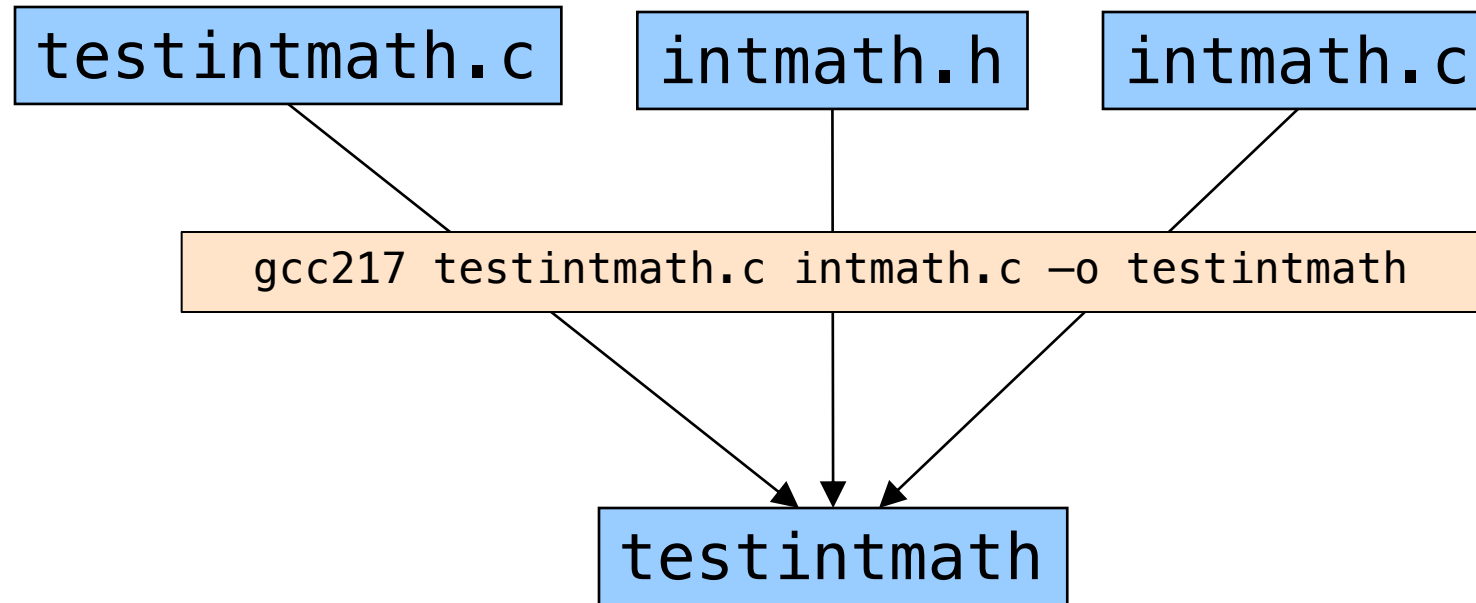 testintmath.c
intmath.h
intmath.c
gcc217 testintmath.c intmath.c –o testintmath
testintmath